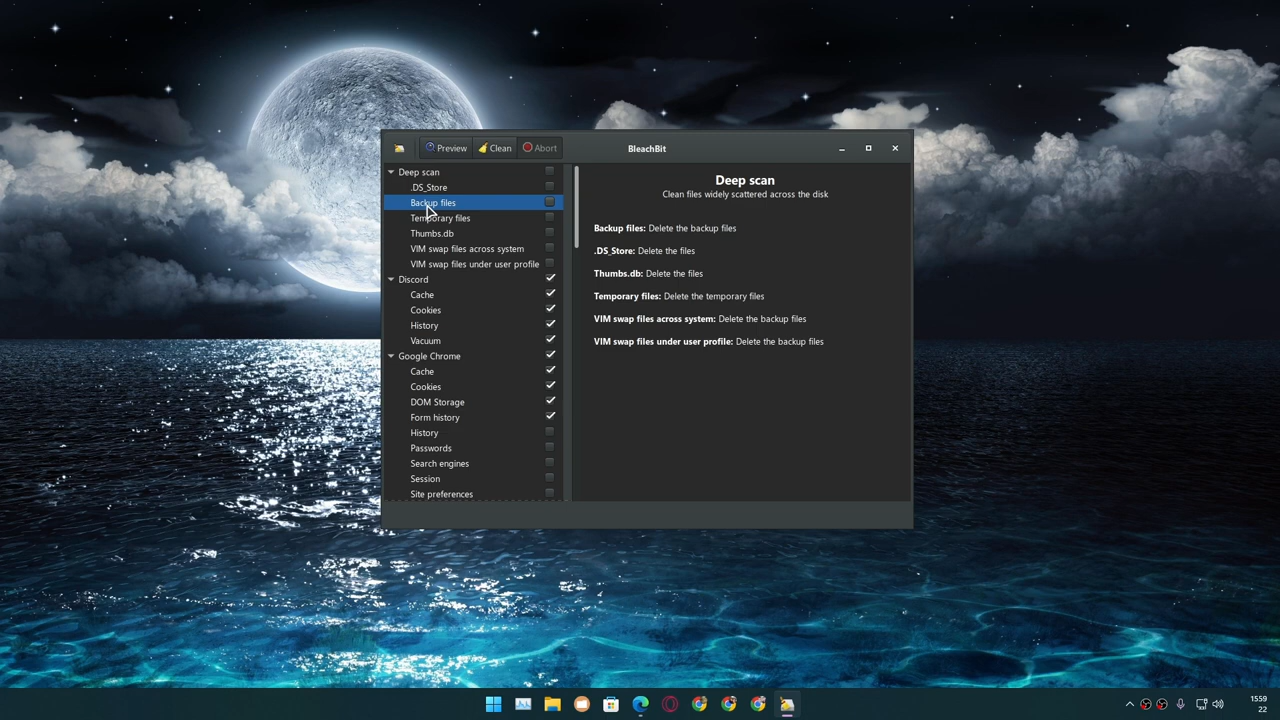 Preview Clean Abort BleachBit
Deep scan
.DS_Store
Backup files
Temporary files
Thumbs.db
VIM swap files across system
VIM swap files under user profile
Discord
Cache
Cookies
History
Vacuum
Google Chrome
Cache
Cookies
DOM Storage
Form history
History
Passwords
Search engines
Session
Site preferences
Deep scan
Clean files widely scattered across the disk
Backup files: Delete the backup files
.DS_Store: Delete the files
Thumbs.db: Delete the files
Temporary files: Delete the temporary files
VIM swap files across system: Delete the backup files
VIM swap files under user profile: Delete the backup files
1559
22